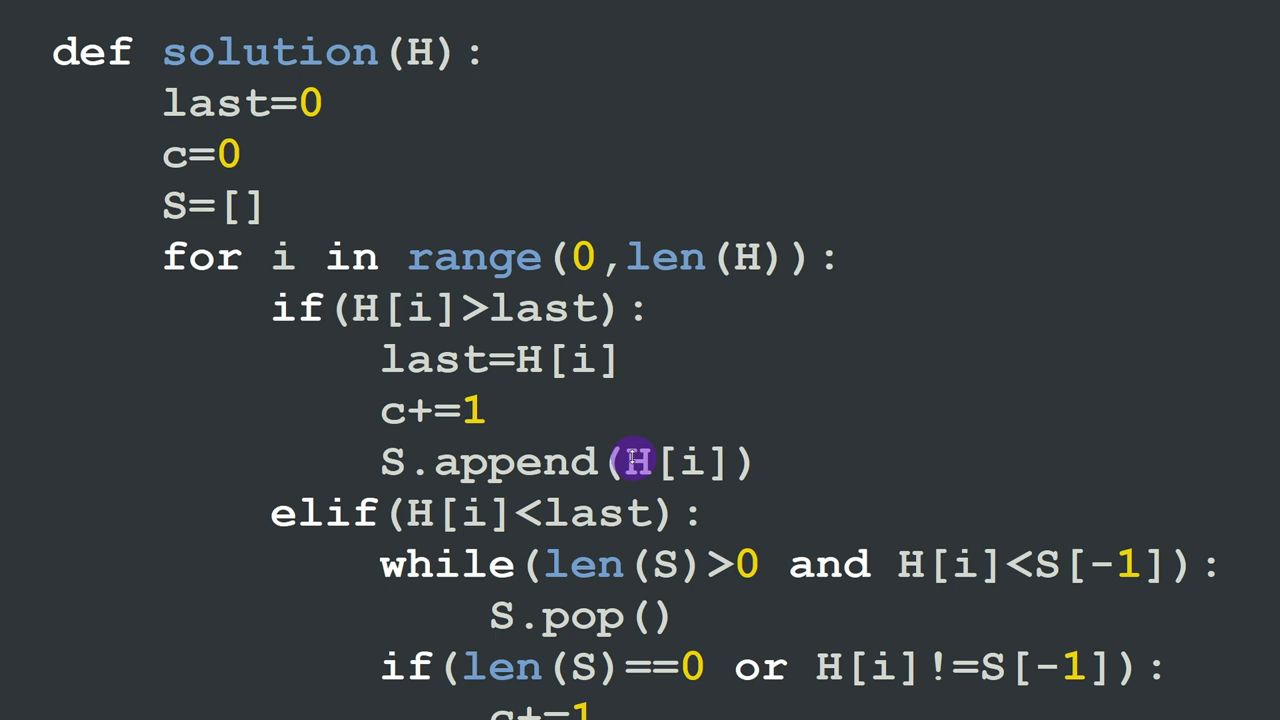 def solution(H):
last=0
c=0
S=[]
for i in range(0,len(H)):
if(H[i]>last):
last=H[i]
c+=1
S.append(H[i])
elif(H[i]<last):
while(len(S)>0 and H[i]<S[-1]):
S.pop()
if(len(S)==0 or H[i]!=S[-1]):
c+=1